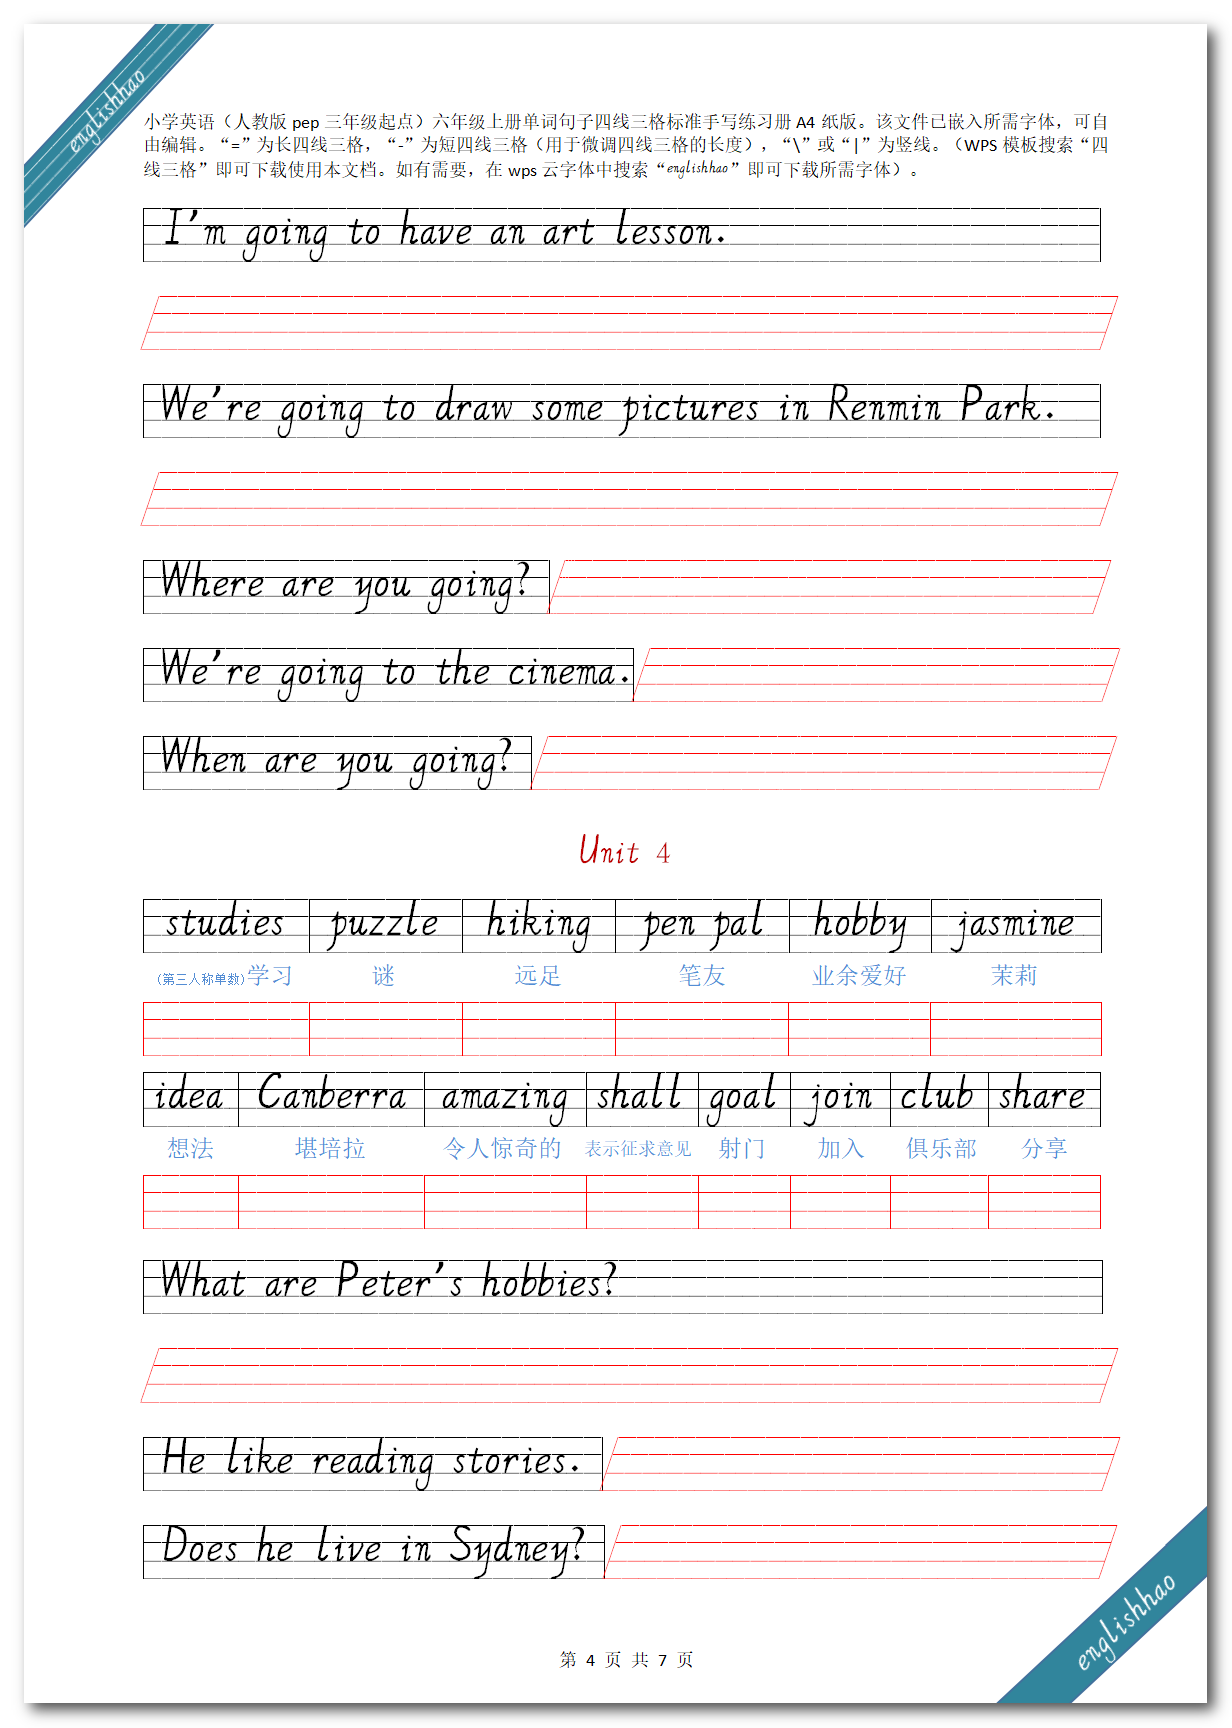 englishhao
小学英语（人教版 pep 三年级起点）六年级上册单词句子四线三格标准手写练习册 A4 纸版。该文件已嵌入所需字体，可自
由编辑。“=”为长四线三格，“-”为短四线三格（用于微调四线三格的长度），“\”或“|”为竖线。（WPS 模板搜索“四
线三格”即可下载使用本文档。如有需要，在 wps 云字体中搜索“englishhao”即可下载所需字体）。
I'm going to have an art lesson.
We're going to draw some pictures in Renmin Park.
Where are you going?
We're going to the cinema.
When are you going?
Unit 4
studies puzzle hiking pen pal hobby jasmine
(第三人称单数)学习 谜 远足 笔友 业余爱好 茉莉
idea Canberra amazing shall goal join club share
想法 堪培拉 令人惊奇的 表示征求意见 射门 加入 俱乐部 分享
What are Peter's hobbies?
He like reading stories.
Does he live in Sydney?
englishhao
第 4 页 共 7 页